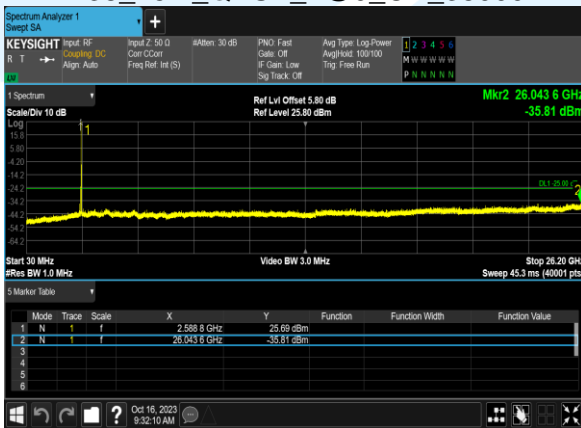 Spectrum Analyzer 1
Swept SA
KEYSIGHT
R T
Input: RF
Coupling: DC
Align: Auto
Input Z: 50 Ω
Corr CCorr
Freq Ref: Int (S)
#Atten: 30 dB
PNO: Fast
Gate: Off
IF Gain: Low
Sig Track: Off
Avg Type: Log-Power
Avg|Hold: 100/100
Trig: Free Run
1 2 3 4 5 6
M W W W W W
P N N N N N
1 Spectrum
Scale/Div 10 dB
Ref Lvl Offset 5.80 dB
Ref Level 25.80 dBm
Mkr2 26.043 6 GHz
-35.81 dBm
Log
15.8
5.80
-4.20
-14.2
-24.2
-34.2
-44.2
-54.2
-64.2
1
DL1 -25.00
2
Start 30 MHz
#Res BW 1.0 MHz
Video BW 3.0
Stop 26.20 GHz
Sweep 45.3 ms (40001 pts
5 Marker Table
Mode Trace Scale X Y Function Function Width Function Value
1 N 1 f 2.588 8 GHz 25.69 dBm
2 N 1 f 26.043 6 GHz -35.81 dBm
3
4
5
6
?
Oct 16, 2023
9:32:10 AM